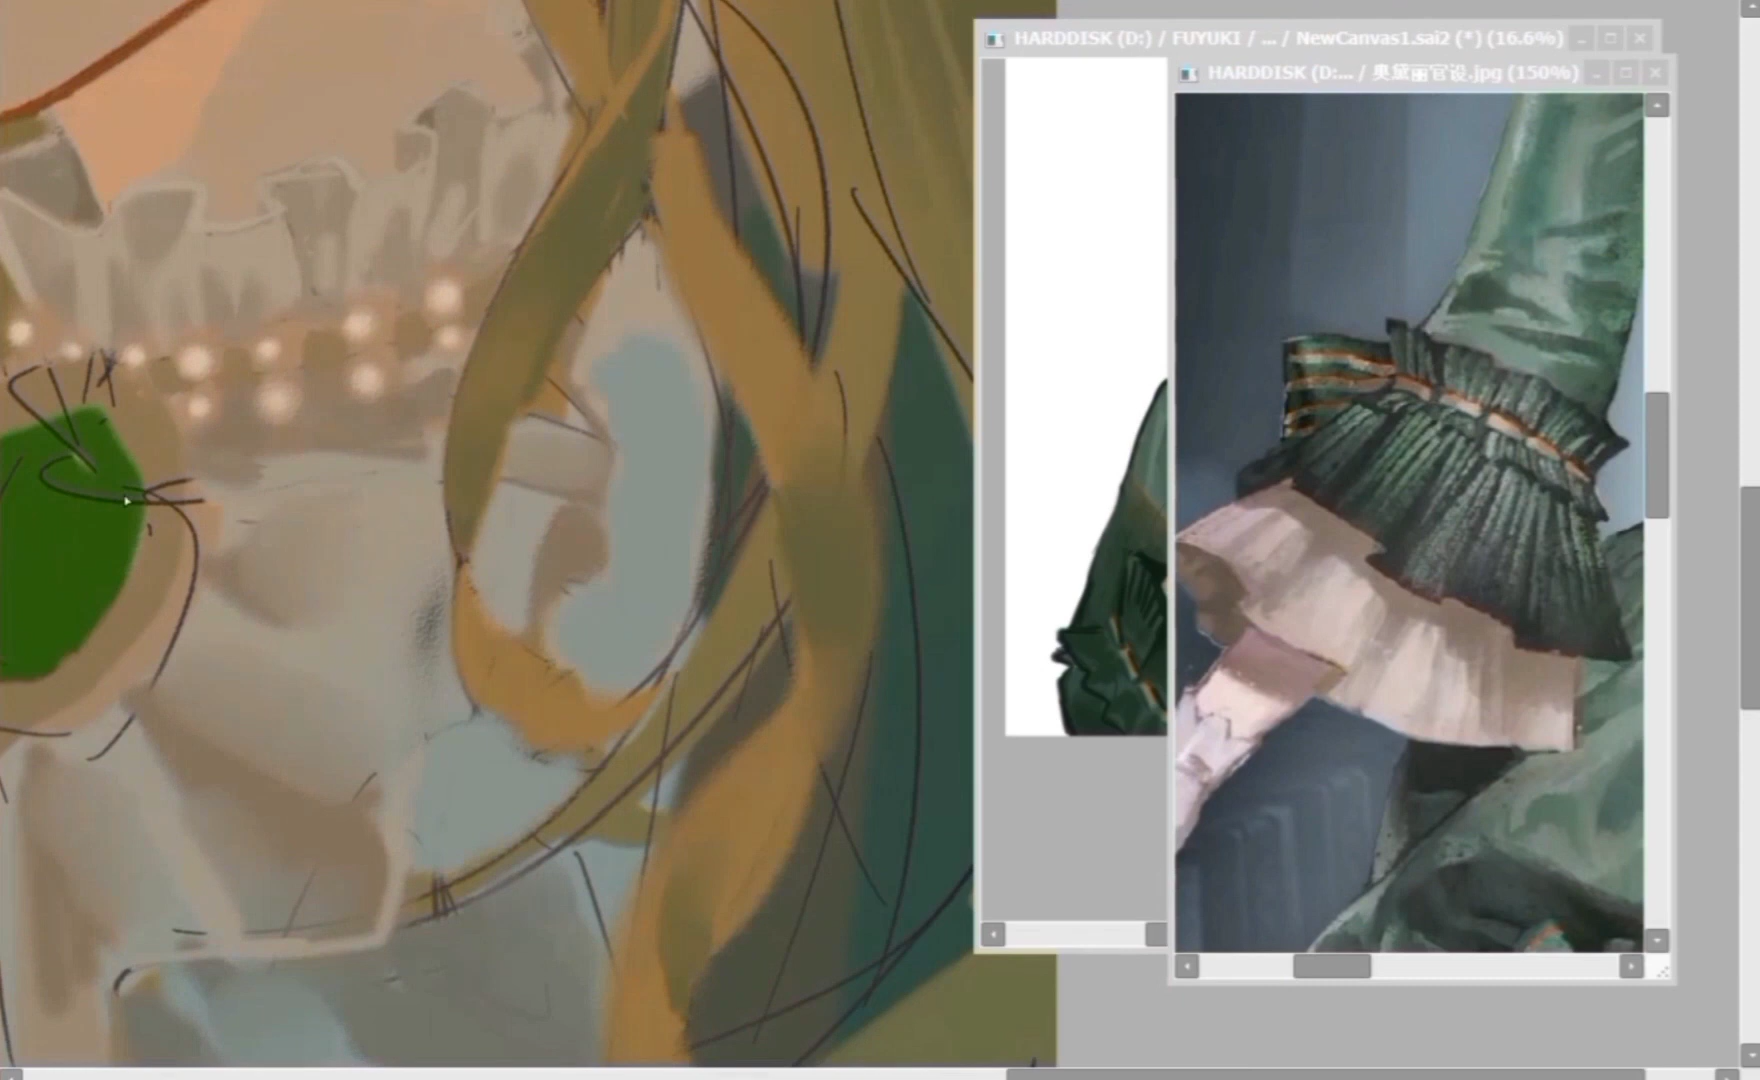 HARDDISK (D:) / FUYUKI / ... / NewCanvas1.sai2 (*) (16.6%)
HARDDISK (D:... / 奥黛丽官设.jpg (150%)